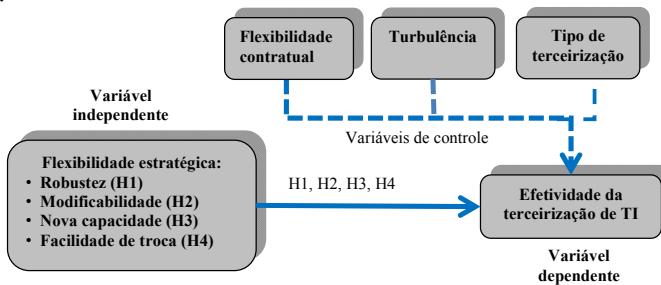 Flexibilidade
contratual
Turbulência
Tipo de
terceirização
Variável
independente
Variáveis de controle
Flexibilidade estratégica:
• Robustez (H1)
• Modificabilidade (H2)
• Nova capacidade (H3)
• Facilidade de troca (H4)
H1, H2, H3, H4
Efetividade da
terceirização de TI
Variável
dependente